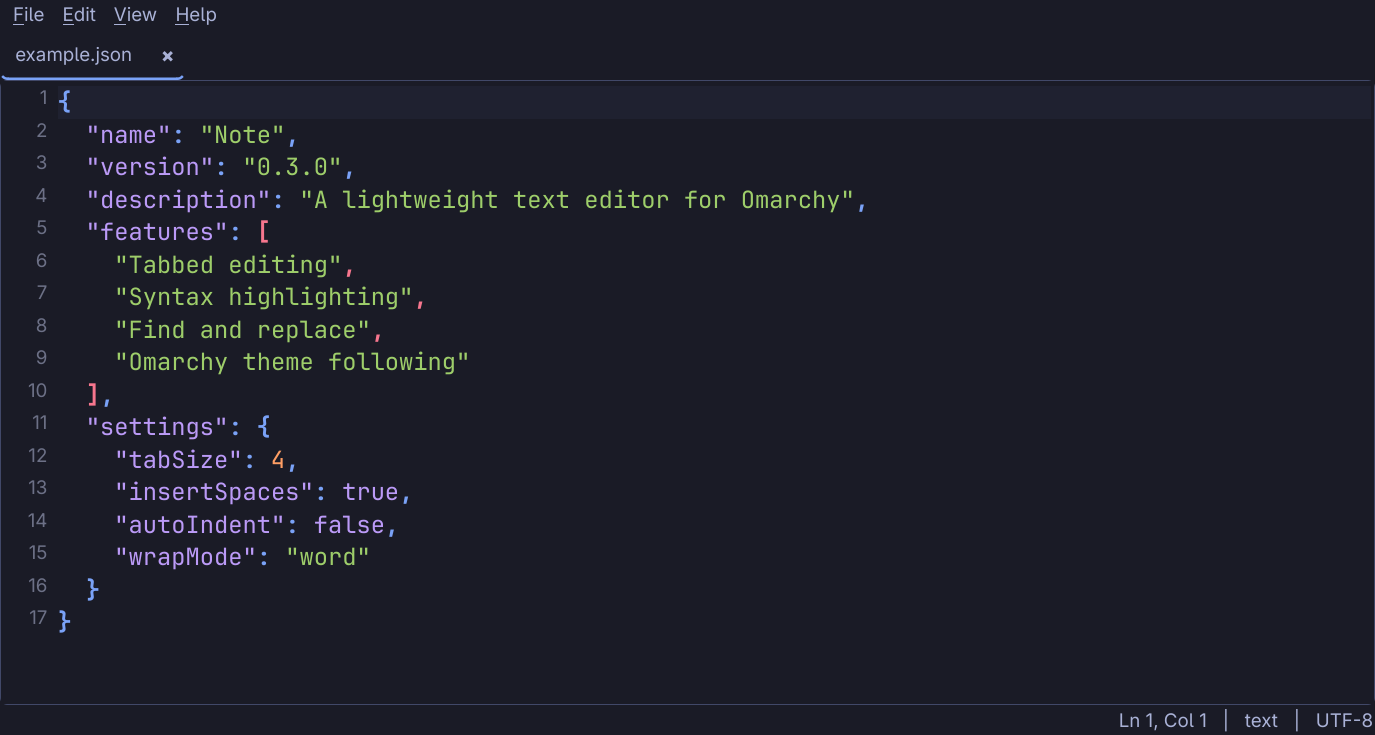 File Edit View Help
example.json ×
1 {
2   "name": "Note",
3   "version": "0.3.0",
4   "description": "A lightweight text editor for Omarchy",
5   "features": [
6     "Tabbed editing",
7     "Syntax highlighting",
8     "Find and replace",
9     "Omarchy theme following"
10   ],
11   "settings": {
12     "tabSize": 4,
13     "insertSpaces": true,
14     "autoIndent": false,
15     "wrapMode": "word"
16   }
17 }
Ln 1, Col 1 | text | UTF-8